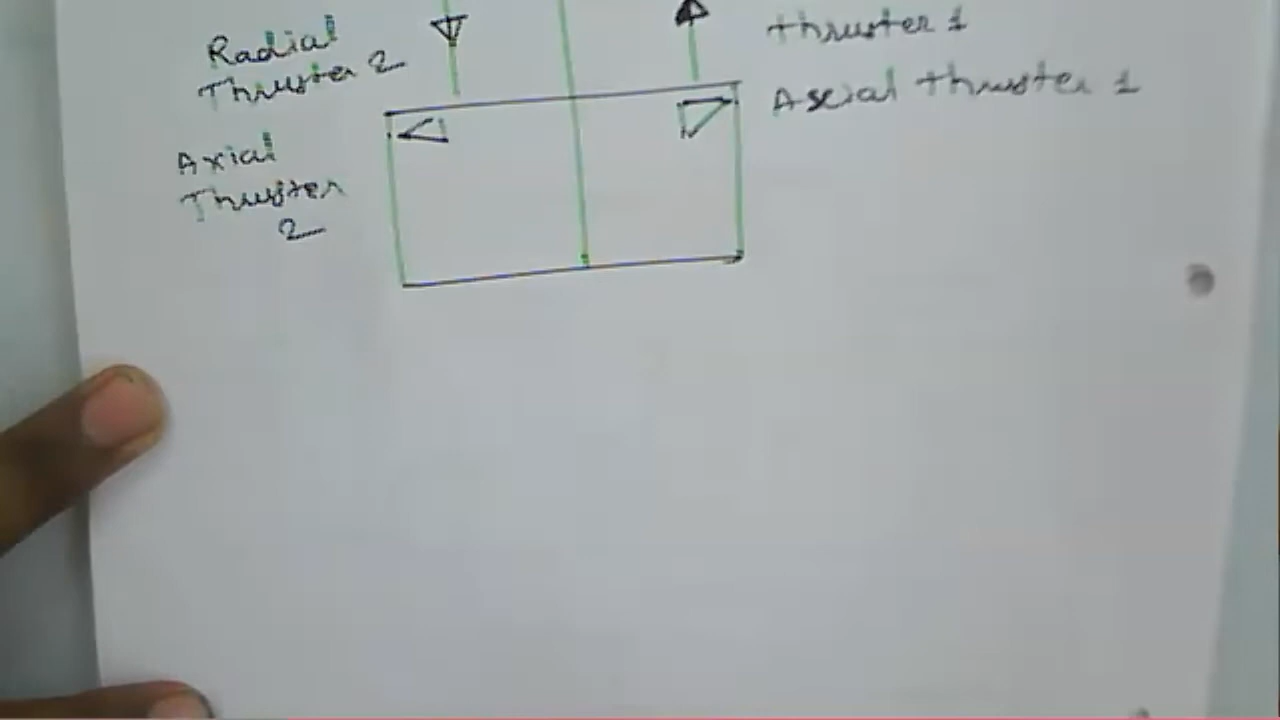 Radial
Thruster 2
thruster 1
Axial thruster 1
Axial
Thruster
2